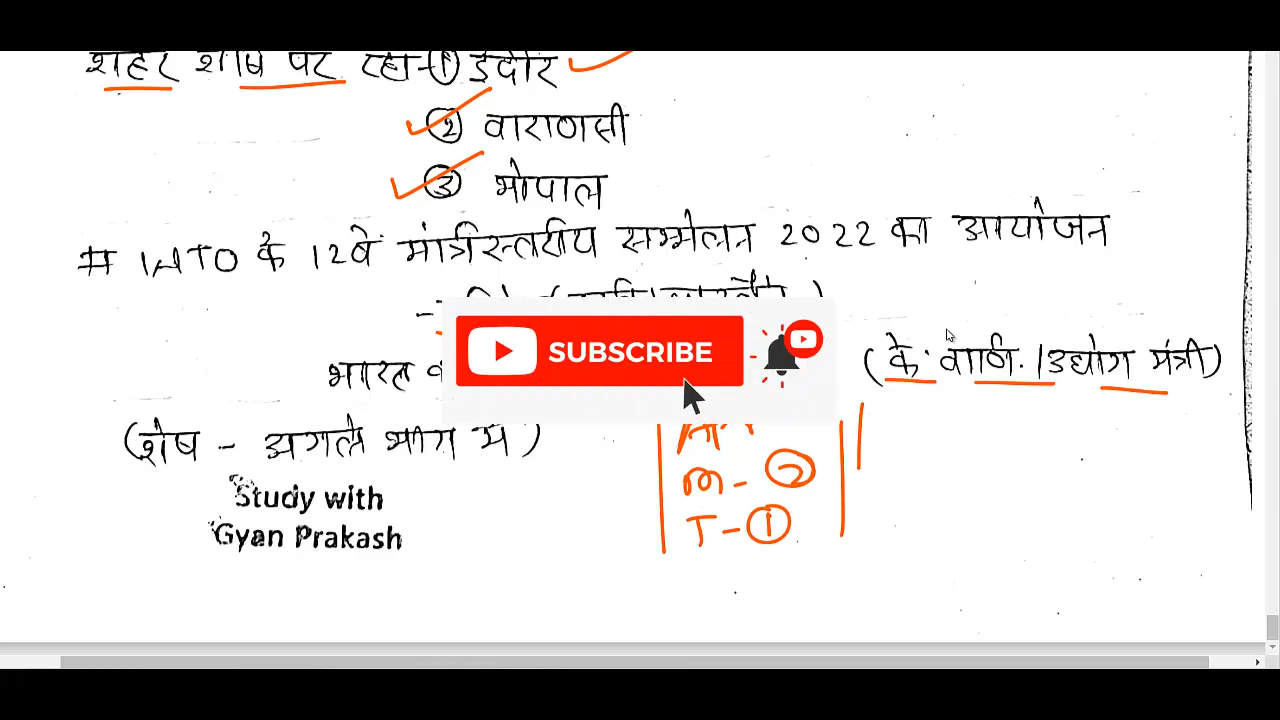 शहर शीर्ष पर रहा-① इंदौर
② वाराणसी
③ भोपाल
# WTO के 12वें मंत्रिस्तरीय सम्मेलन 2022 का आयोजन
SUBSCRIBE
भारत
(के. वाणि. / उद्योग मंत्री)
(शेष - अगले भाग में)
m - ②
T - ①
Study with
Gyan Prakash